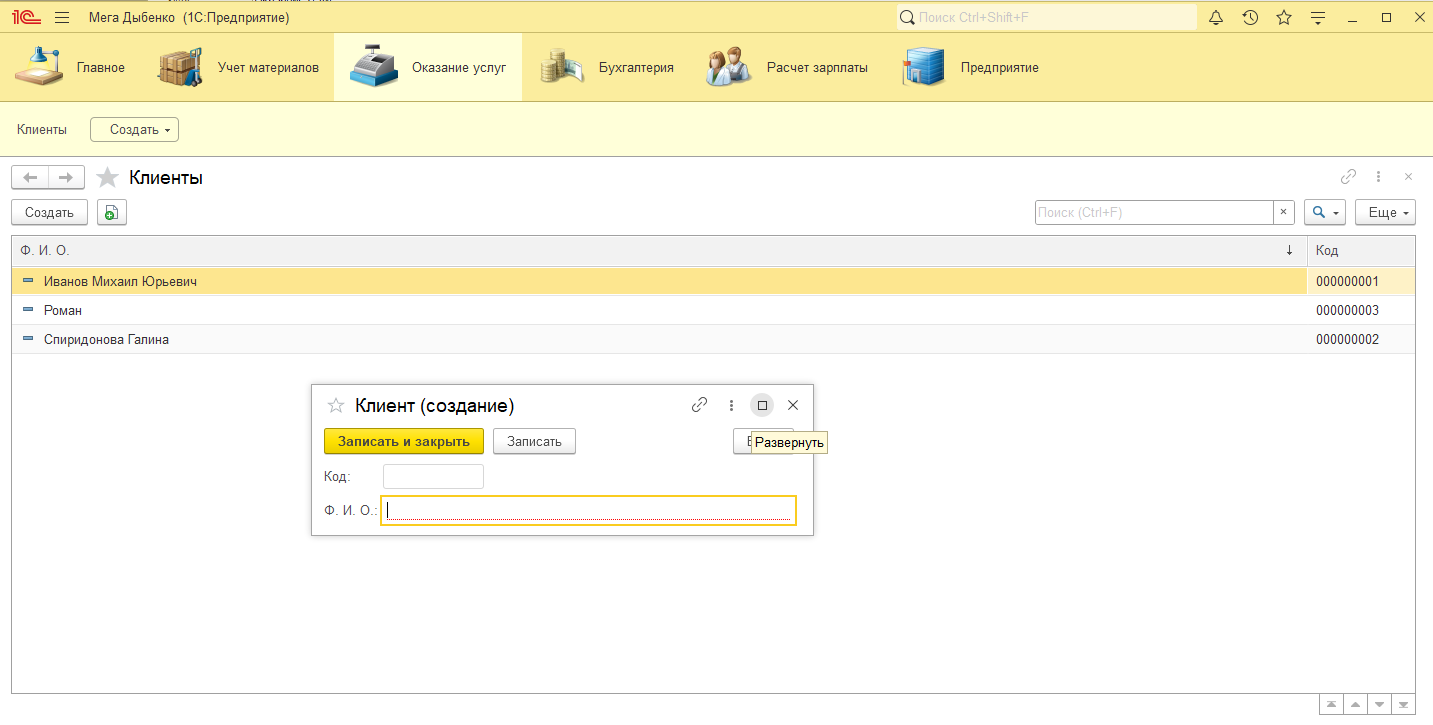 1С Мега Дыбенко (1С:Предприятие) Поиск Ctrl+Shift+F
Главное Учет материалов Оказание услуг Бухгалтерия Расчет зарплаты Предприятие
Клиенты Создать
Клиенты
Создать Поиск (Ctrl+F) × Еще
Ф. И. О. ↓ Код
Иванов Михаил Юрьевич 000000001
Роман 000000003
Спиридонова Галина 000000002
Клиент (создание)
Записать и закрыть Записать Развернуть
Код:
Ф. И. О.: